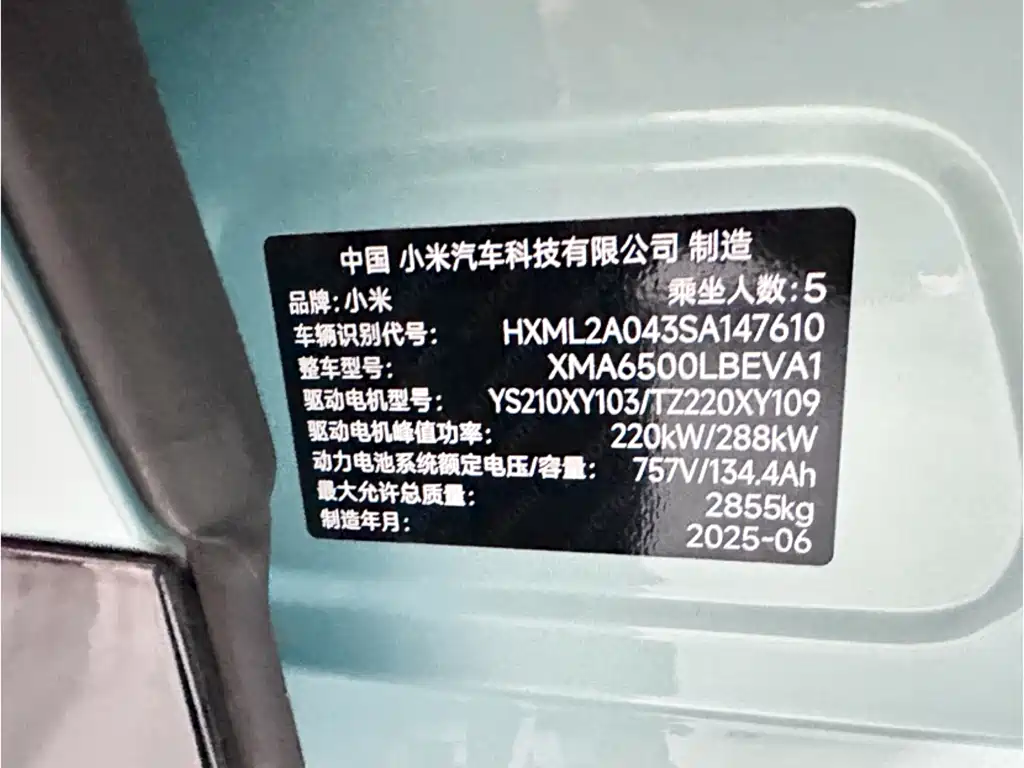 中国 小米汽车科技有限公司 制造
品牌:小米 乘坐人数:5
车辆识别代号: HXML2A043SA147610
整车型号: XMA6500LBEVA1
驱动电机型号: YS210XY103/TZ220XY109
驱动电机峰值功率: 220kW/288kW
动力电池系统额定电压/容量: 757V/134.4Ah
最大允许总质量: 2855kg
制造年月: 2025-06